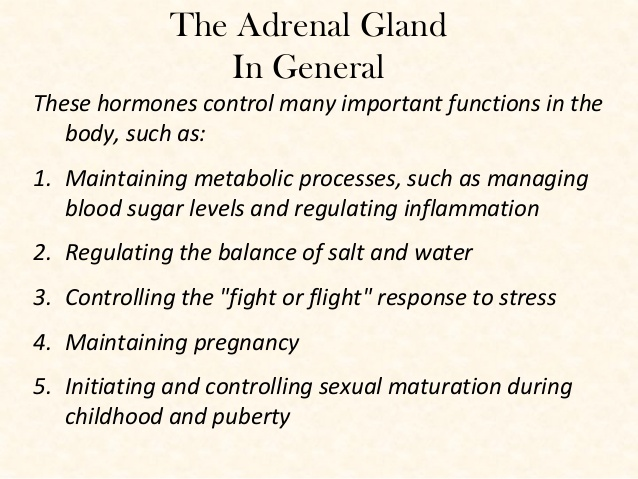 The Adrenal Gland
In General
These hormones control many important functions in the
body, such as:
1. Maintaining metabolic processes, such as managing
blood sugar levels and regulating inflammation
2. Regulating the balance of salt and water
3. Controlling the "fight or flight" response to stress
4. Maintaining pregnancy
5. Initiating and controlling sexual maturation during
childhood and puberty